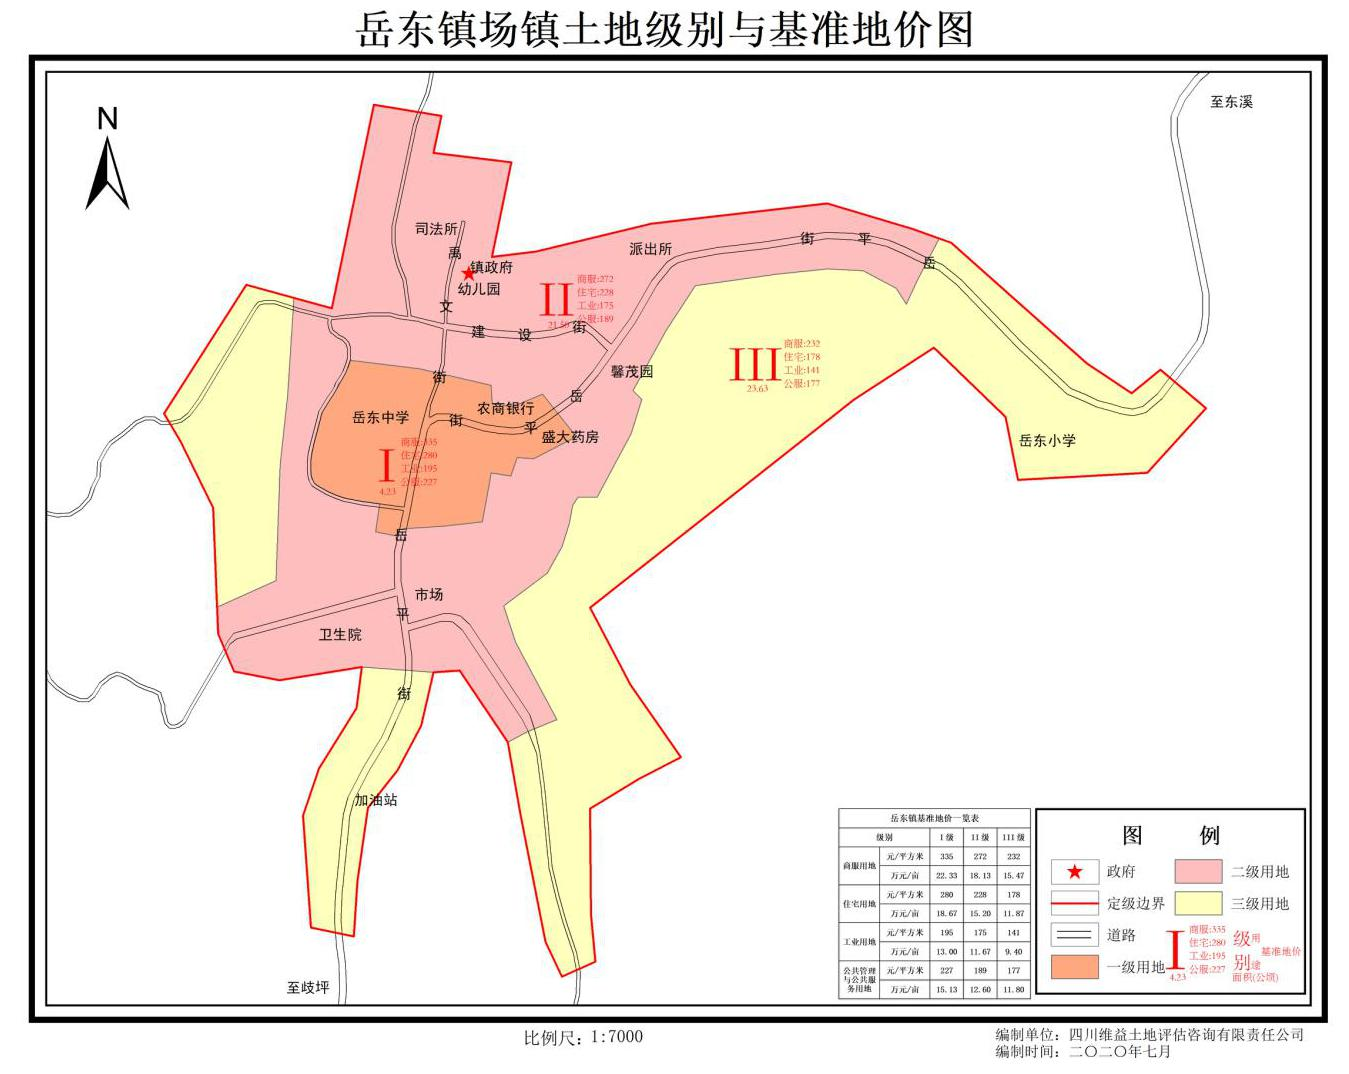 岳东镇场镇土地级别与基准地价图
N
至东溪
司法所
禹
镇政府
幼儿园
文
派出所
街 平 岳
II
商服:272
住宅:228
工业:175
公服:189
21.50
建 设 街
III
商服:232
住宅:178
工业:141
公服:177
23.63
馨茂园
街
岳
农商银行
岳东中学
街
平
盛大药房
岳东小学
I
商服:335
住宅:280
工业:195
公服:227
4.23
岳
市场
平
卫生院
街
加油站
至歧坪
岳东镇基准地价一览表
级别 I 级 II 级 III 级
商服用地 元/平方米 335 272 232
万元/亩 22.33 18.13 15.47
住宅用地 元/平方米 280 228 178
万元/亩 18.67 15.20 11.87
工业用地 元/平方米 195 175 141
万元/亩 13.00 11.67 9.40
公共管理与公共服务用地 元/平方米 227 189 177
万元/亩 15.13 12.60 11.80
图 例
政府
定级边界
道路
一级用地
二级用地
三级用地
I
商服:335
住宅:280
工业:195
公服:227
4.23
级别
用途
基准地价
面积(公顷)
比例尺：1:7000
编制单位：四川维益土地评估咨询有限责任公司
编制时间：二〇二〇年七月